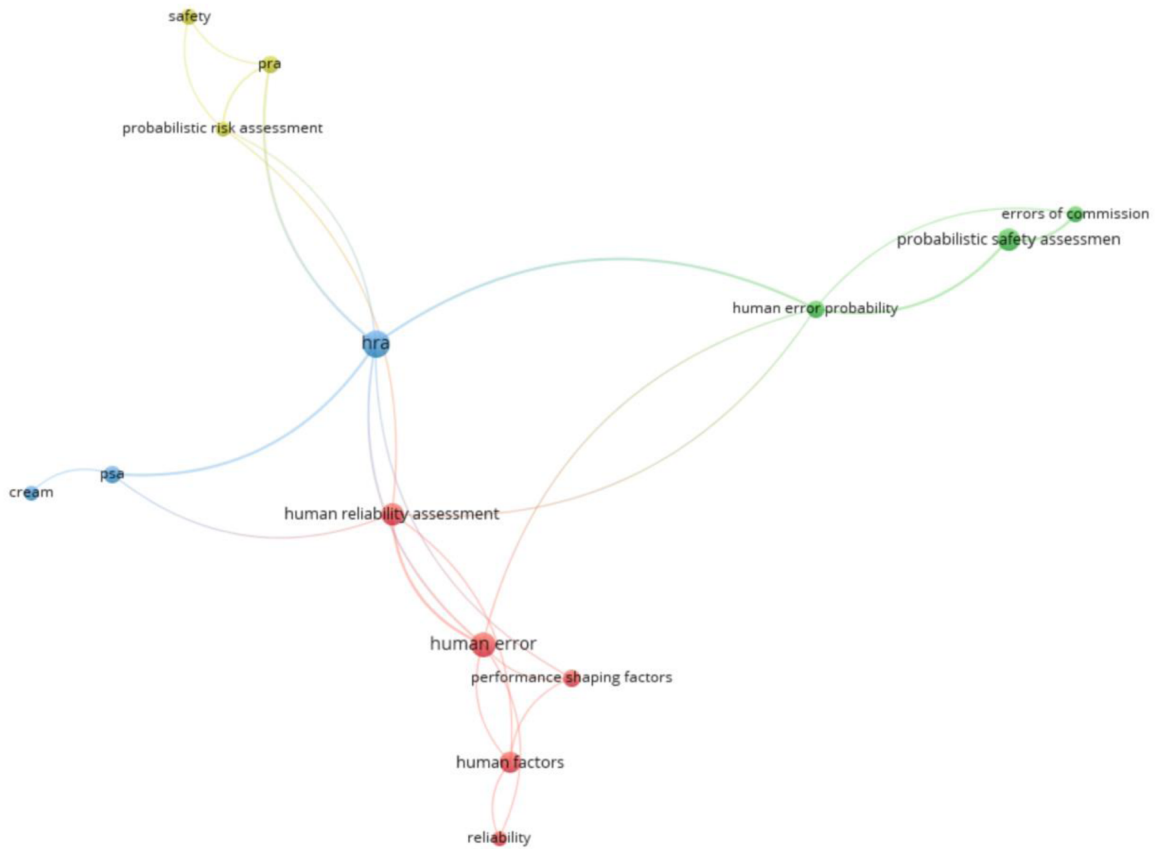 safety
pra
probabilistic risk assessment
errors of commission
probabilistic safety assessmen
human error probability
hra
psa
cream
human reliability assessment
human error
performance shaping factors
human factors
reliability